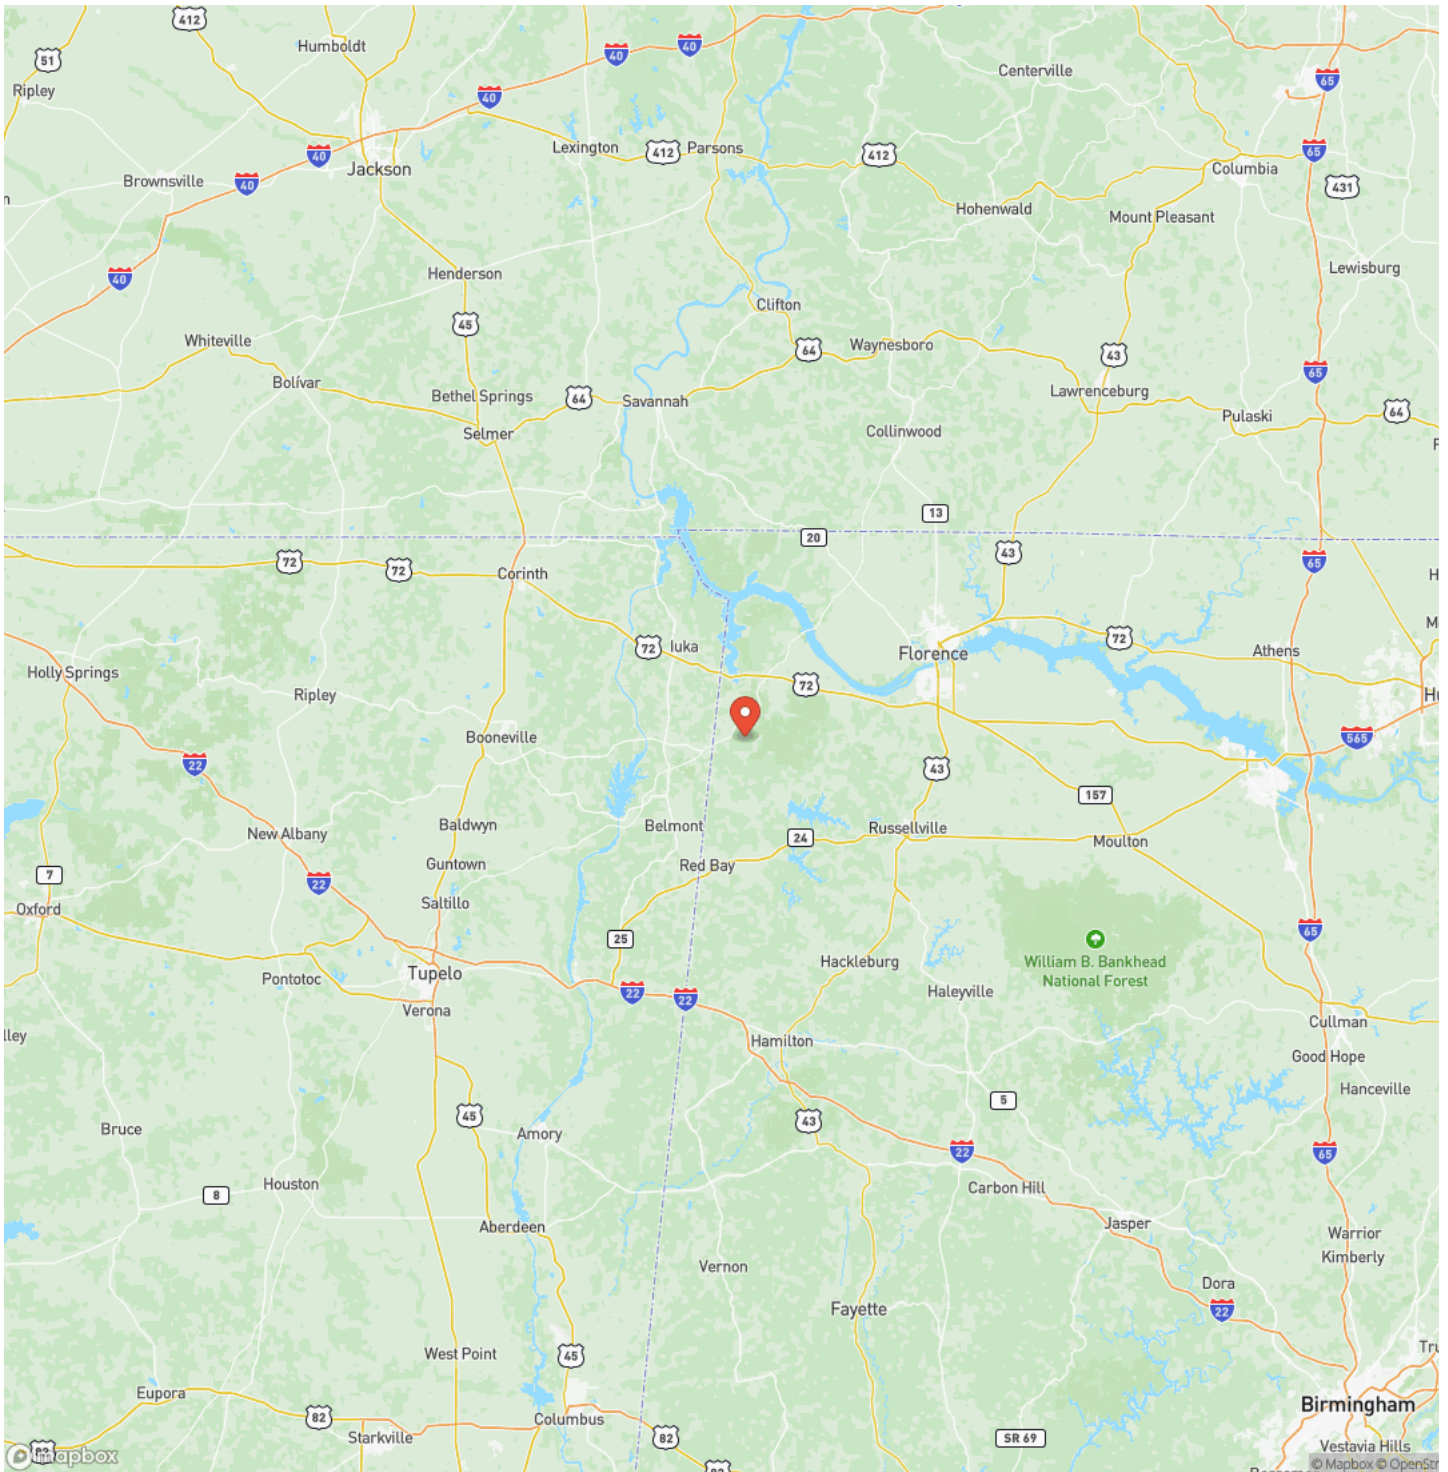 412
Humboldt
40
40
51
Ripley
Centerville
65
40
Lexington
412
Parsons
412
65
40
Jackson
Columbia
Brownsville
40
431
n
Hohenwald
Mount Pleasant
40
Henderson
Lewisburg
Clifton
45
Whiteville
64
Waynesboro
43
65
Bolívar
Bethel Springs
64
Savannah
Lawrenceburg
64
Pulaski
Selmer
Collinwood
13
20
43
72
72
65
Corinth
72
Iuka
72
Florence
Athens
Holly Springs
72
Ripley
Booneville
565
22
43
157
New Albany
Baldwyn
Belmont
24
Russellville
Moulton
Guntown
Red Bay
7
22
Saltillo
Oxford
25
65
Hackleburg
William B. Bankhead
National Forest
Pontotoc
Tupelo
22
22
Haleyville
Verona
Cullman
lley
Hamilton
Good Hope
Hanceville
5
45
43
Bruce
Amory
22
65
Houston
8
Carbon Hill
Aberdeen
Jasper
Warrior
Kimberly
Vernon
Dora
Fayette
22
45
West Point
Tru
Eupora
Birmingham
82
Columbus
Starkville
82
SR 69
Vestavia Hills
mapbox
© Mapbox © OpenStr